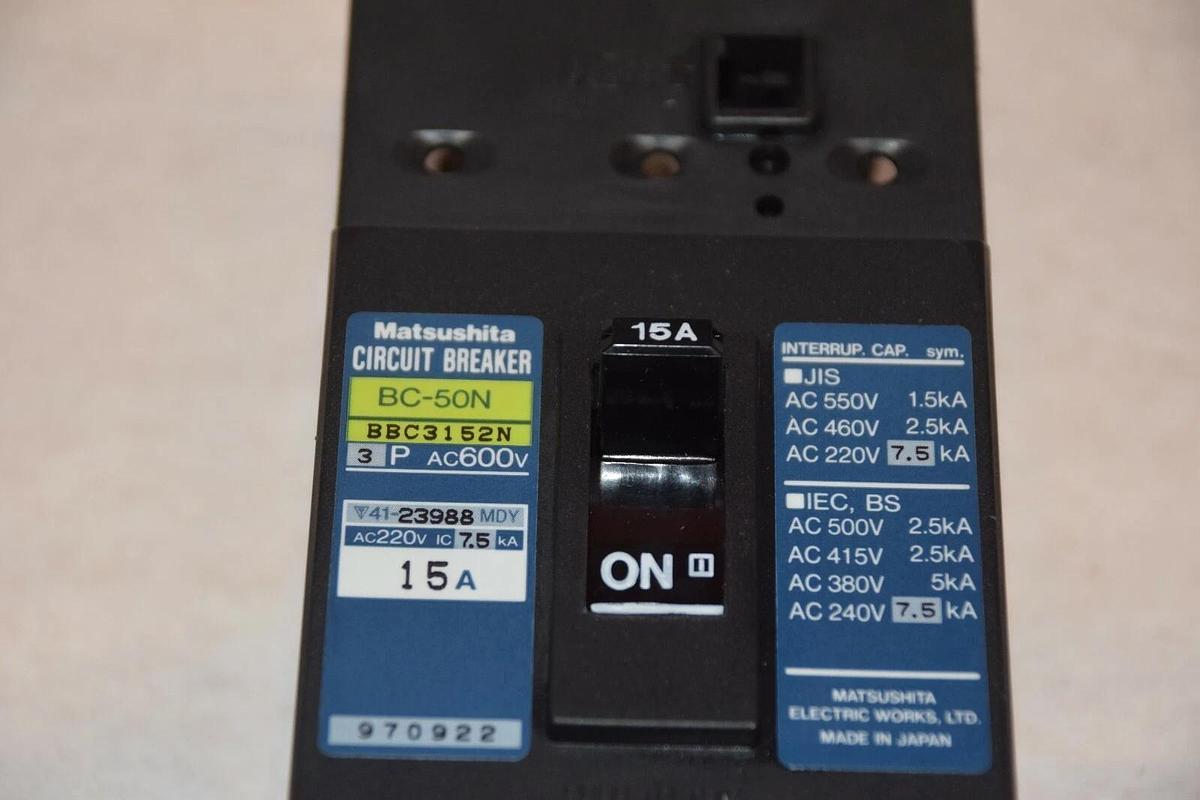 Matsushita
CIRCUIT BREAKER
BC-50N
BBC3152N
3 P AC600V
41-23988 MDY
AC220V IC 7.5 kA
15A
970922
15A
ON
INTERRUP. CAP. sym.
JIS
AC 550V 1.5kA
AC 460V 2.5kA
AC 220V 7.5 kA
IEC, BS
AC 500V 2.5kA
AC 415V 2.5kA
AC 380V 5kA
AC 240V 7.5 kA
MATSUSHITA
ELECTRIC WORKS, LTD.
MADE IN JAPAN